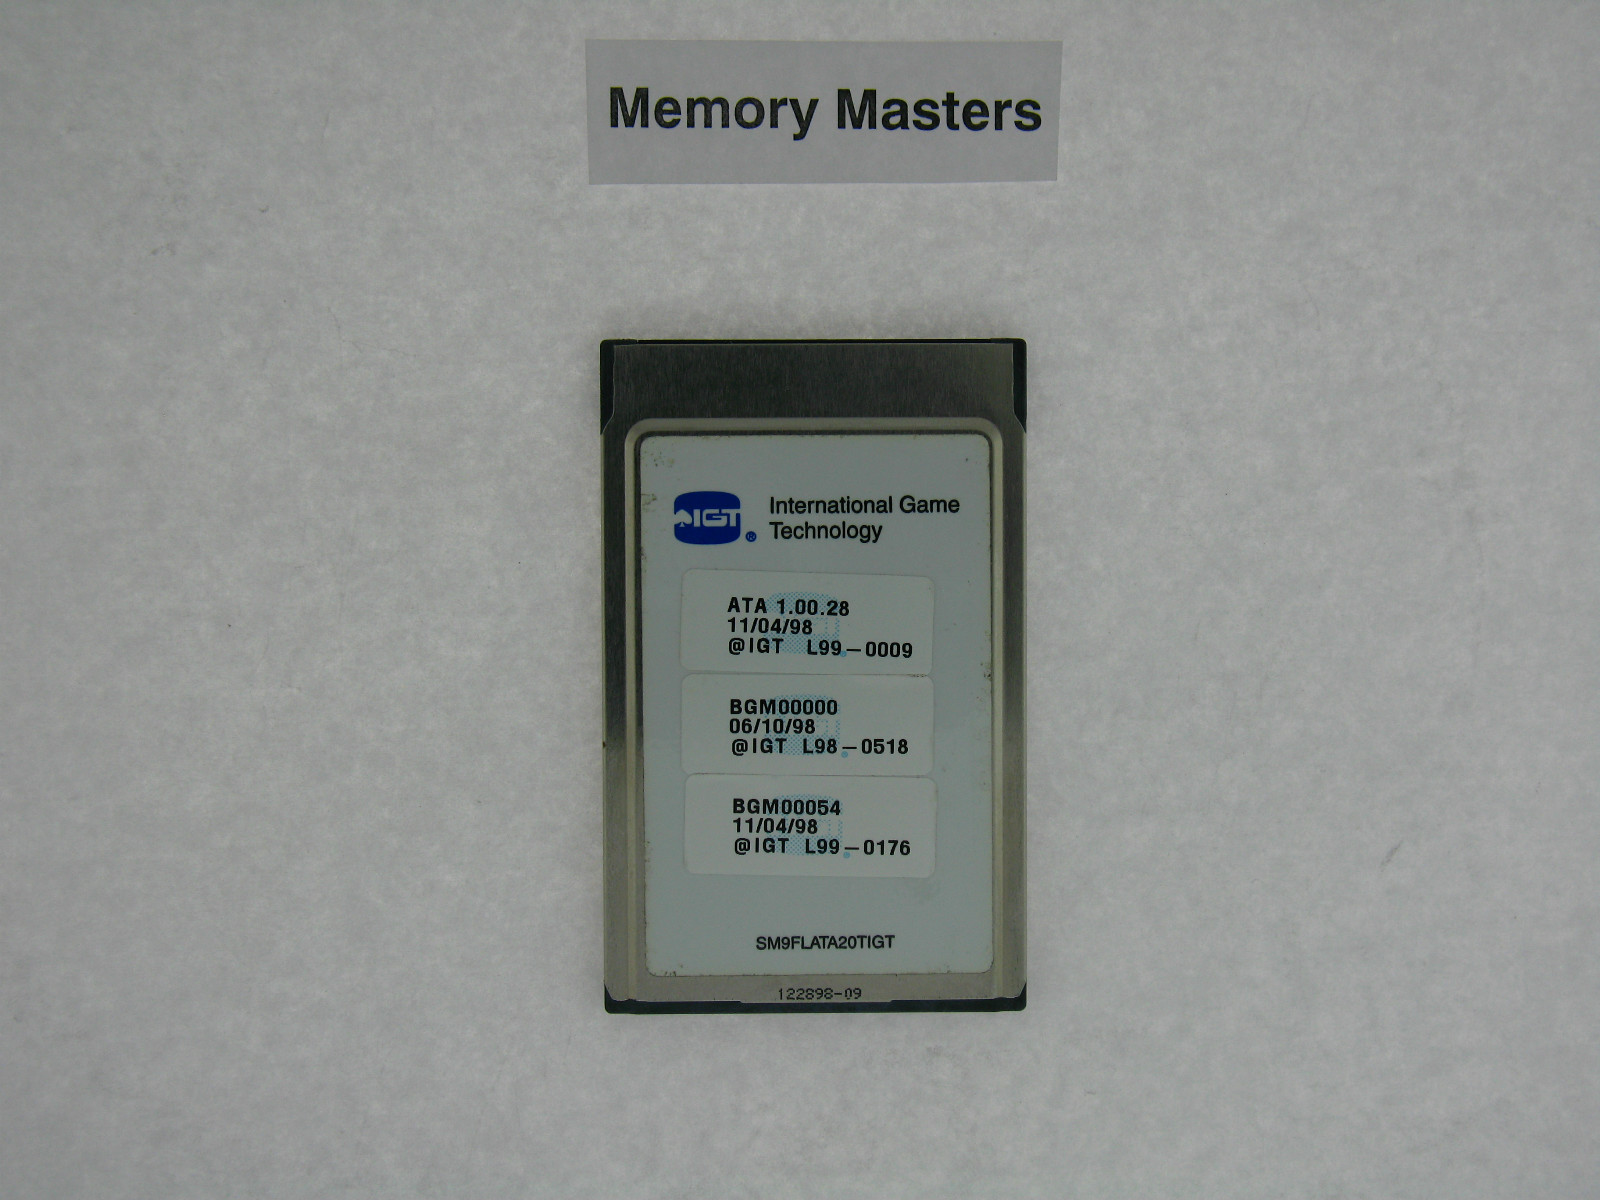 Memory Masters
IGT ®
International Game
Technology
ATA 1.00.28
11/04/98
@IGT L99-0009
BGM00000
06/10/98
@IGT L98-0518
BGM00054
11/04/98
@IGT L99-0176
SM9FLATA20TIGT
122898-09